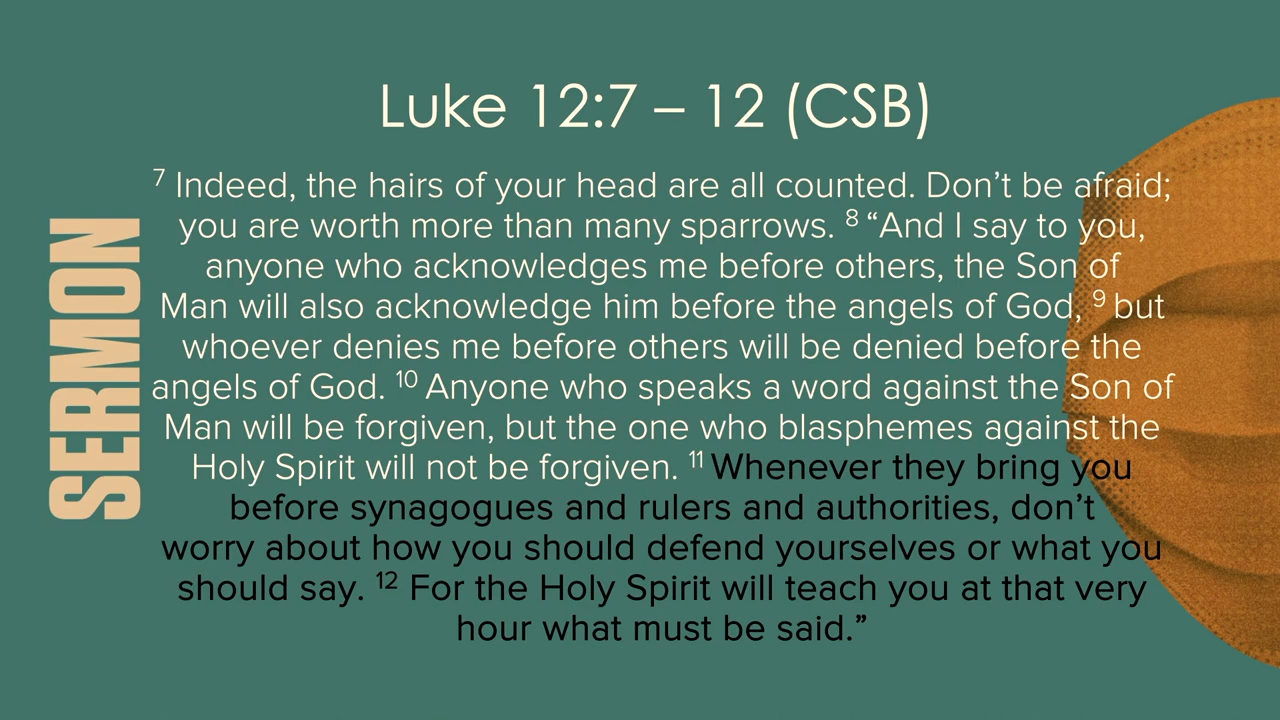 Luke 12:7 – 12 (CSB)
7 Indeed, the hairs of your head are all counted. Don’t be afraid;
you are worth more than many sparrows. 8 “And I say to you,
anyone who acknowledges me before others, the Son of
Man will also acknowledge him before the angels of God, 9 but
whoever denies me before others will be denied before the
angels of God. 10 Anyone who speaks a word against the Son of
Man will be forgiven, but the one who blasphemes against the
Holy Spirit will not be forgiven. 11 Whenever they bring you
before synagogues and rulers and authorities, don’t
worry about how you should defend yourselves or what you
should say. 12 For the Holy Spirit will teach you at that very
hour what must be said.”
SERMON